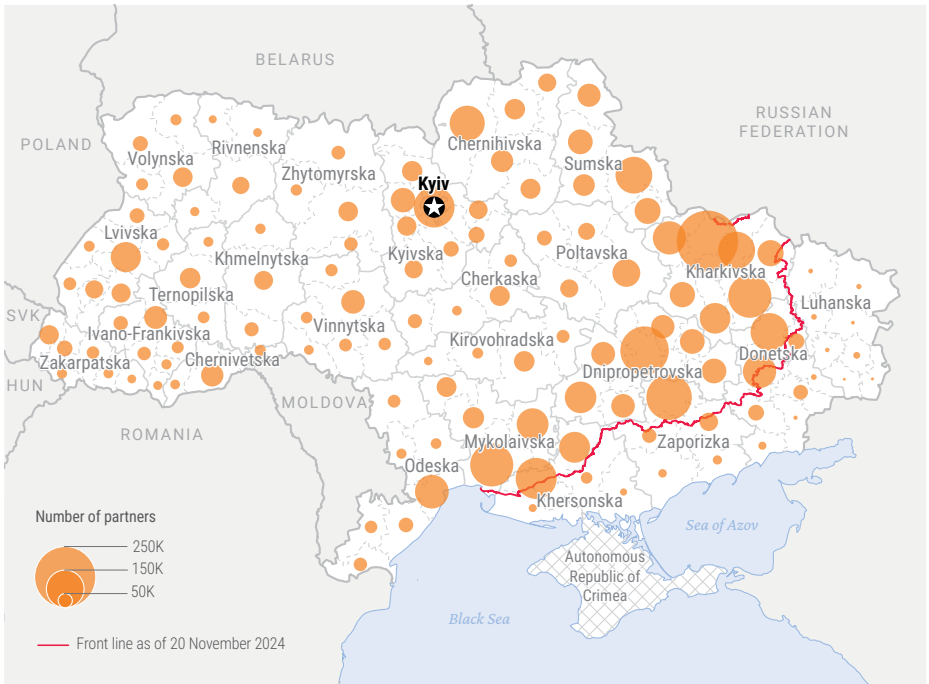 BELARUS
RUSSIAN
FEDERATION
POLAND
Volynska
Rivnenska
Zhytomyrska
Chernihivska
Sumska
Kyiv
Lvivska
Khmelnytska
Kyivska
Poltavska
Cherkaska
Kharkivska
Ternopilska
Luhanska
SVK
Ivano-Frankivska
Vinnytska
Kirovohradska
Zakarpatska
Chernivetska
Dnipropetrovska
Donetska
HUN
MOLDOVA
ROMANIA
Mykolaivska
Zaporizka
Odeska
Khersonska
Number of partners
250K
150K
50K
Sea of Azov
Autonomous
Republic of
Crimea
Black Sea
Front line as of 20 November 2024